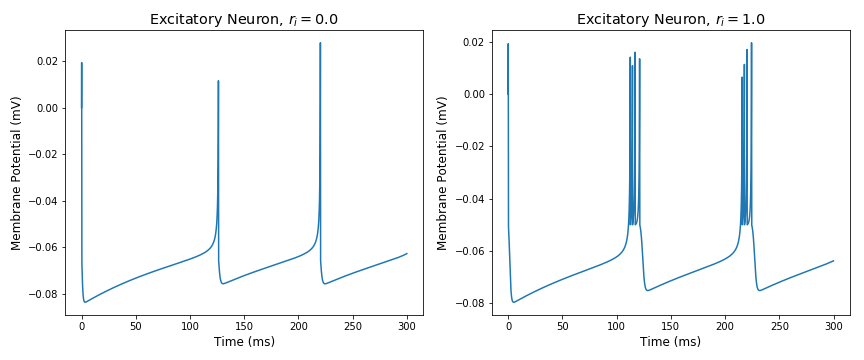 Excitatory Neuron, r_i = 0.0
Membrane Potential (mV)
0.02
0.00
−0.02
−0.04
−0.06
−0.08
0 50 100 150 200 250 300
Time (ms)
Excitatory Neuron, r_i = 1.0
Membrane Potential (mV)
0.02
0.00
−0.02
−0.04
−0.06
−0.08
0 50 100 150 200 250 300
Time (ms)